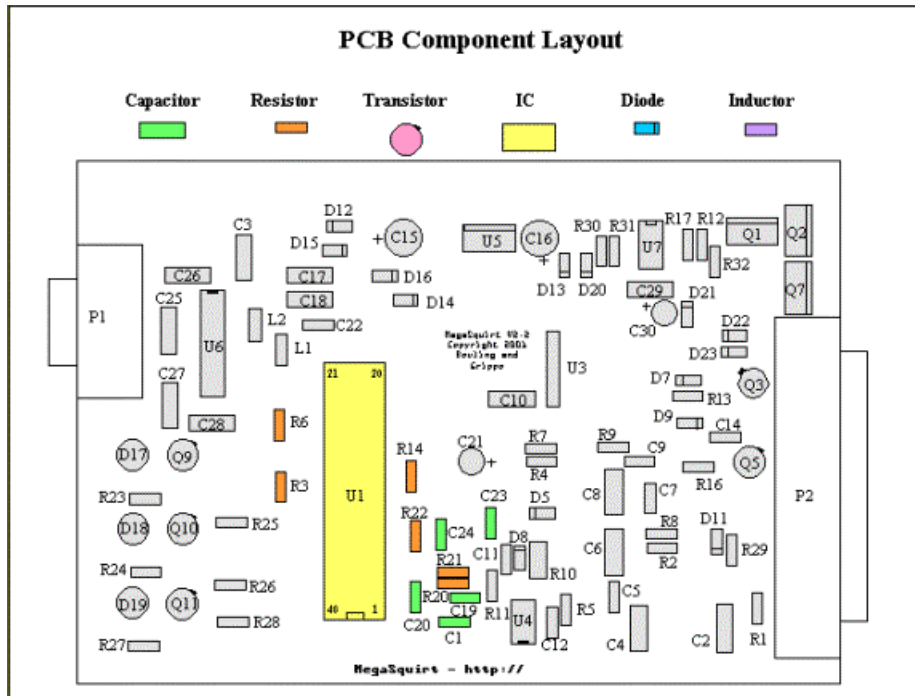 PCB Component Layout
Capacitor Resistor Transistor IC Diode Inductor
D12
C3
D15
+ C15
U5
C16
+
R30 R31
U7
R17 R12
Q1
Q2
R32
C26
C17
D16
D13 D20
C29
D21
Q7
C25
C18
D14
+
C30
P1
U6
L2
C22
D22
L1
MegaSquirt V2.2
Copyright 2001
Bowling and
Grippo
U3
D23
21 20
C27
C10
D7
Q3
R13
C28
R6
D9
C14
D17
Q9
R14
C21
+
R7
R4
R9
C9
Q5
R16
R23
R3
U1
C23
D5
C8
C7
P2
D18
Q10
R25
R22
C24
D8
C11
R8
D11
R29
R24
R21
R10
C6
R2
D19
Q11
R26
R20
C19
R11
R5
C5
R28
40 1
C20
C1
U4
C12
C4
C2
R1
R27
MegaSquirt - http://